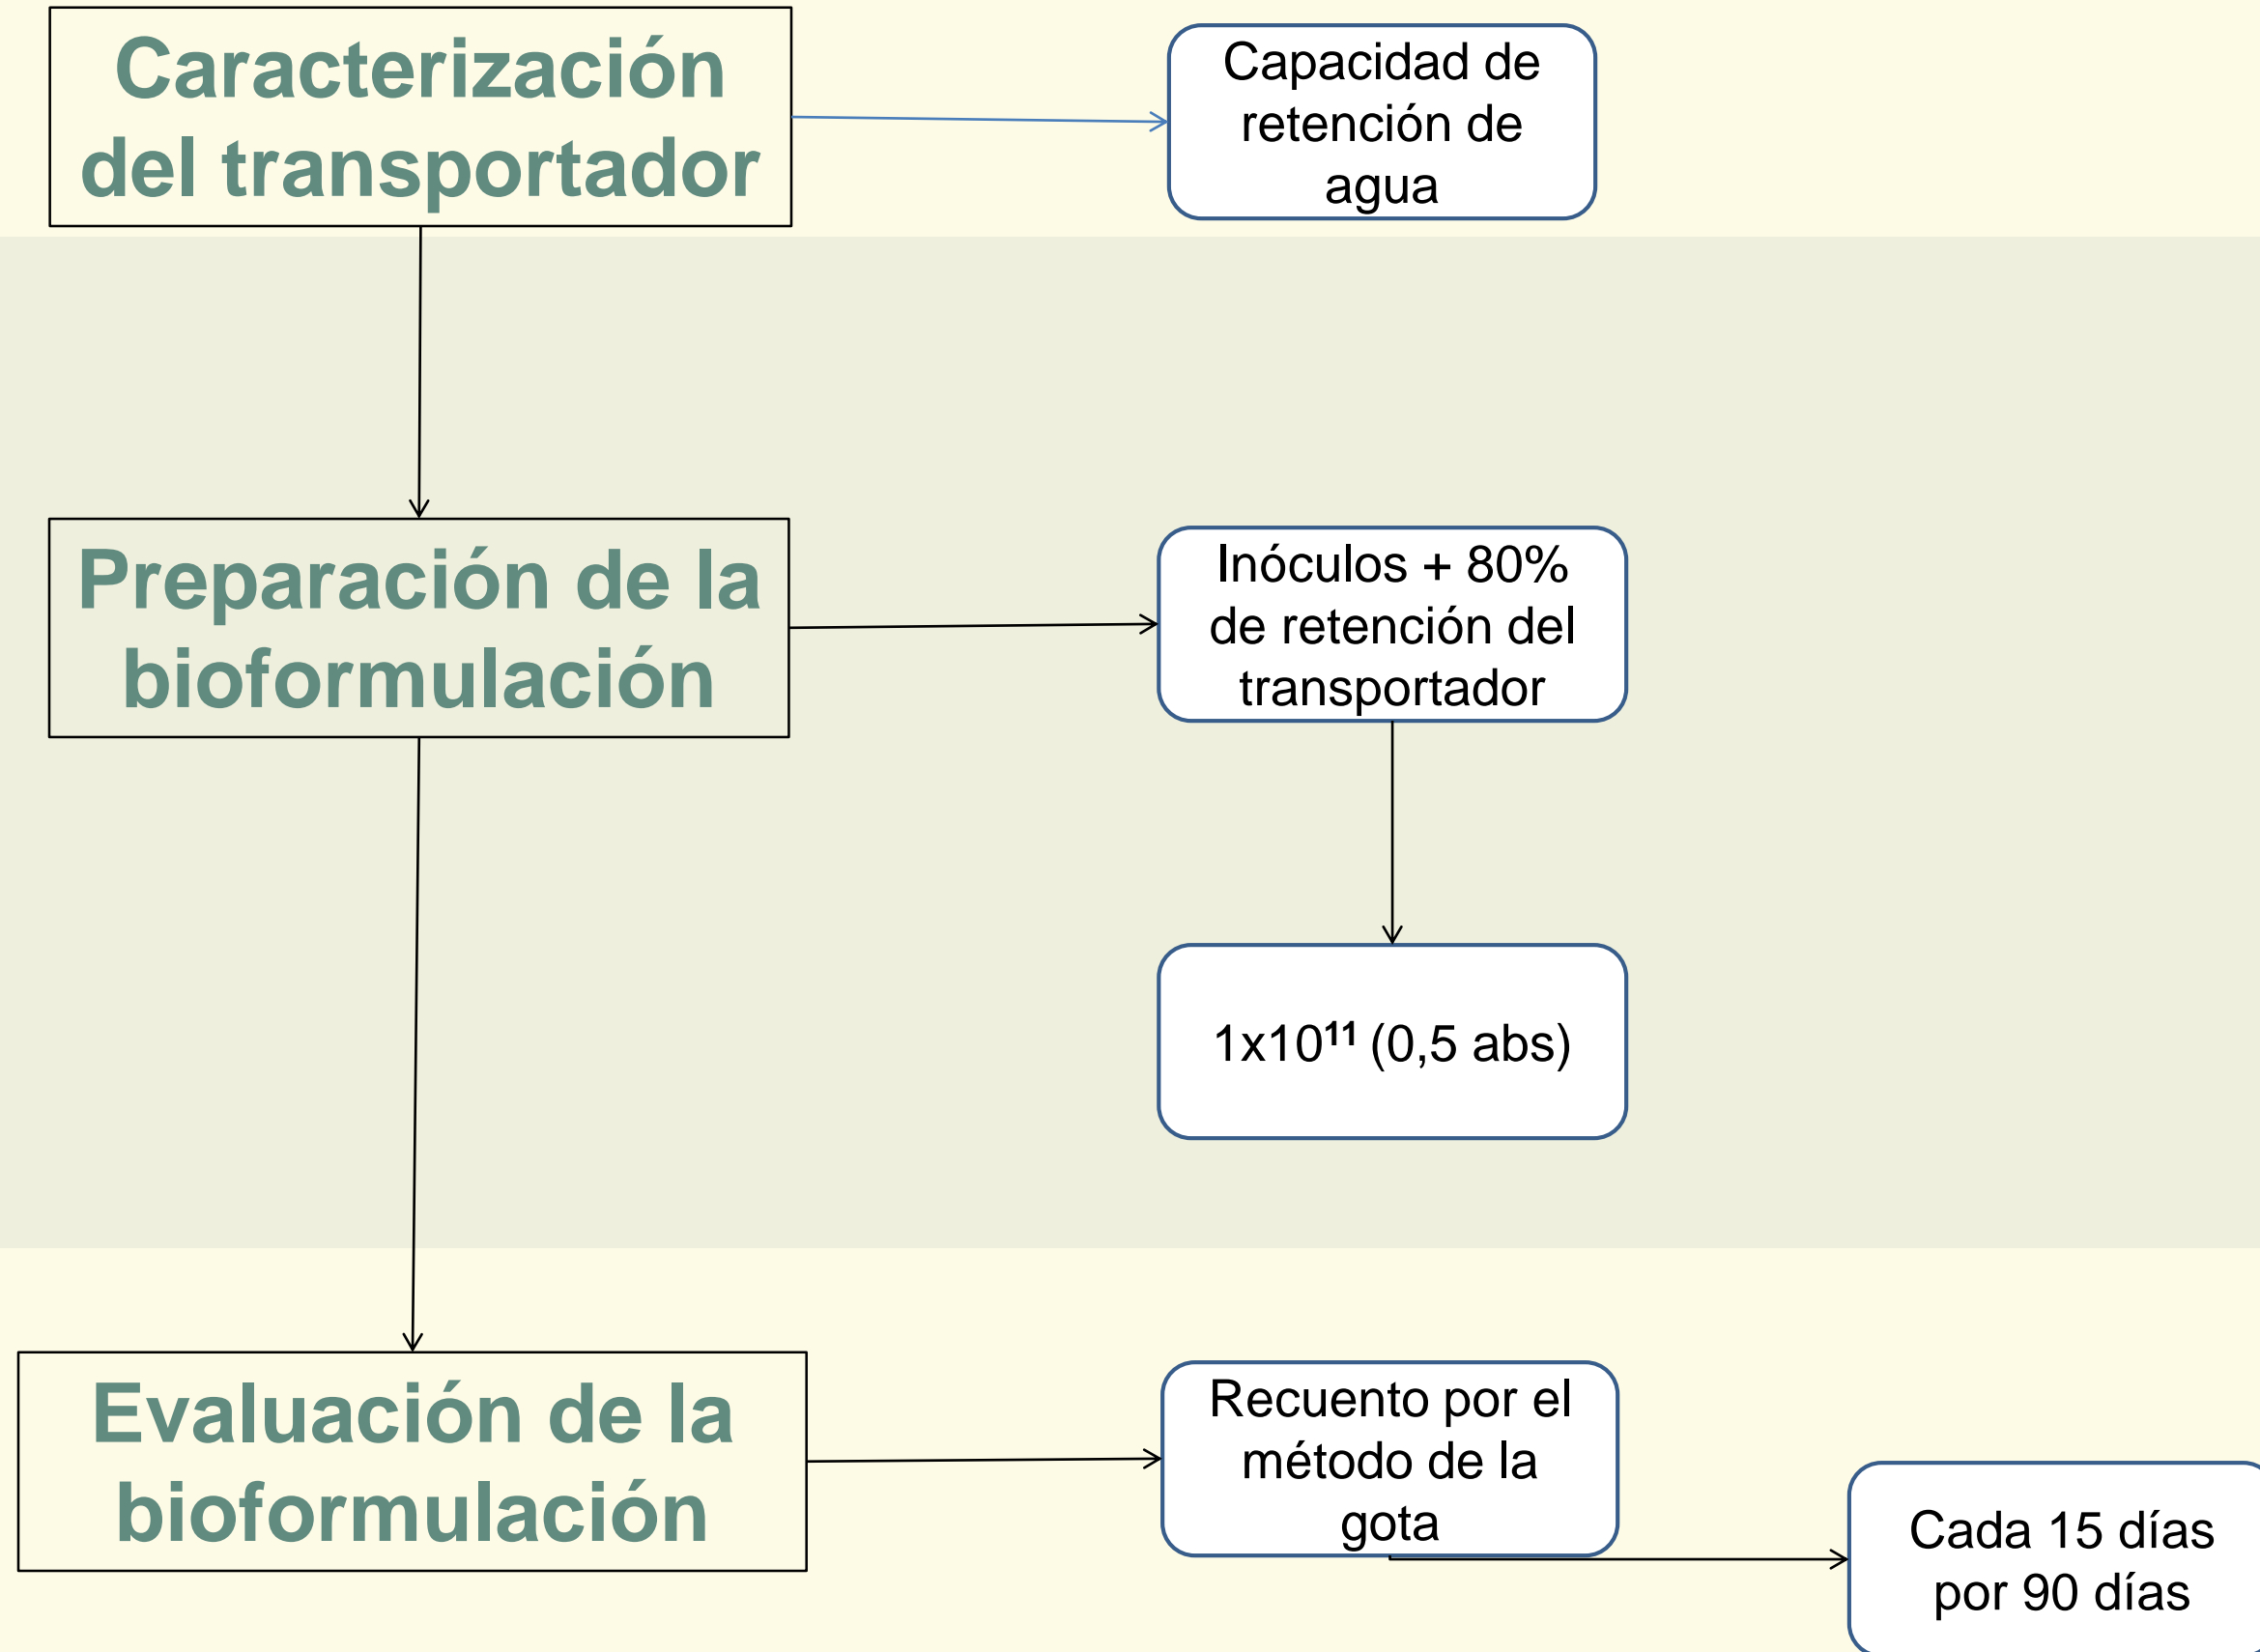 Caracterización
del transportador
Capacidad de
retención de
agua
Preparación de la
bioformulación
Inóculos + 80%
de retención del
transportador
1x10¹¹ (0,5 abs)
Evaluación de la
bioformulación
Recuento por el
método de la
gota
Cada 15 días
por 90 días